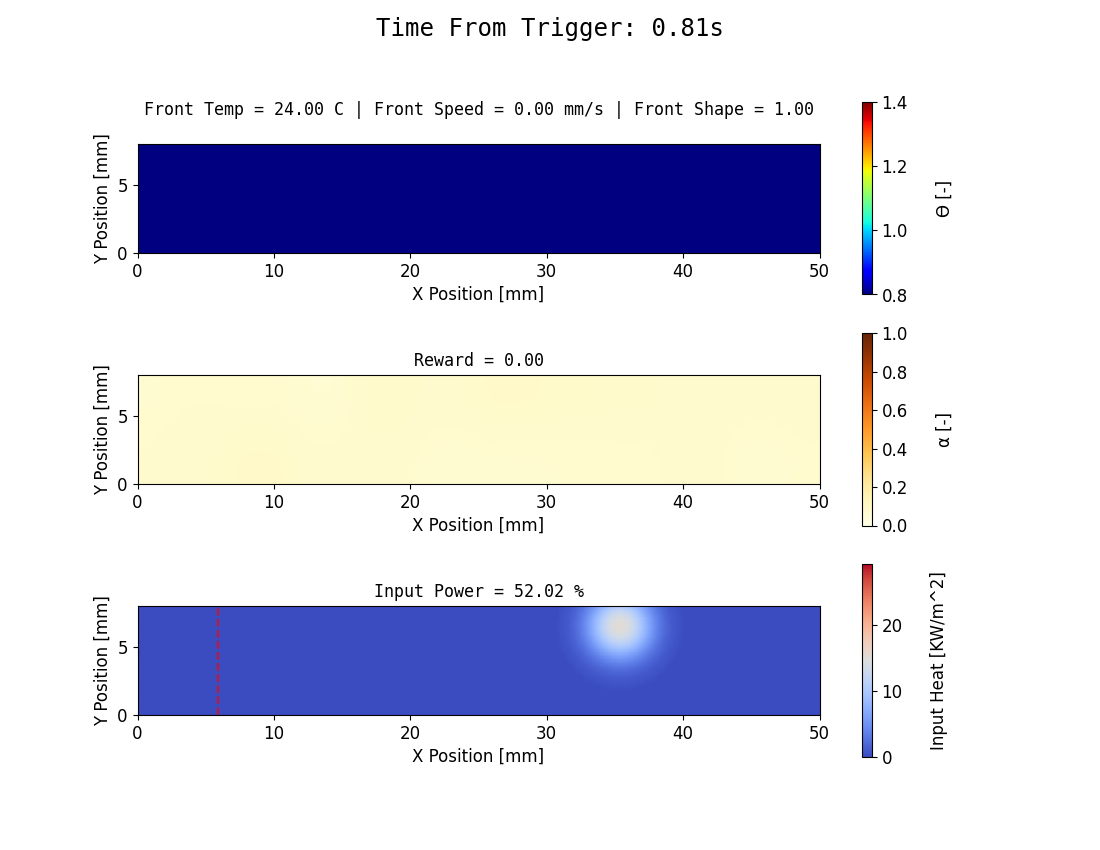 Time From Trigger: 0.81s
Front Temp = 24.00 C | Front Speed = 0.00 mm/s | Front Shape = 1.00
Y Position [mm]
5
0
0 10 20 30 40 50
X Position [mm]
1.4
1.2
1.0
0.8
Θ [-]
Reward = 0.00
Y Position [mm]
5
0
0 10 20 30 40 50
X Position [mm]
1.0
0.8
0.6
0.4
0.2
0.0
α [-]
Input Power = 52.02 %
Y Position [mm]
5
0
0 10 20 30 40 50
X Position [mm]
20
10
0
Input Heat [KW/m^2]